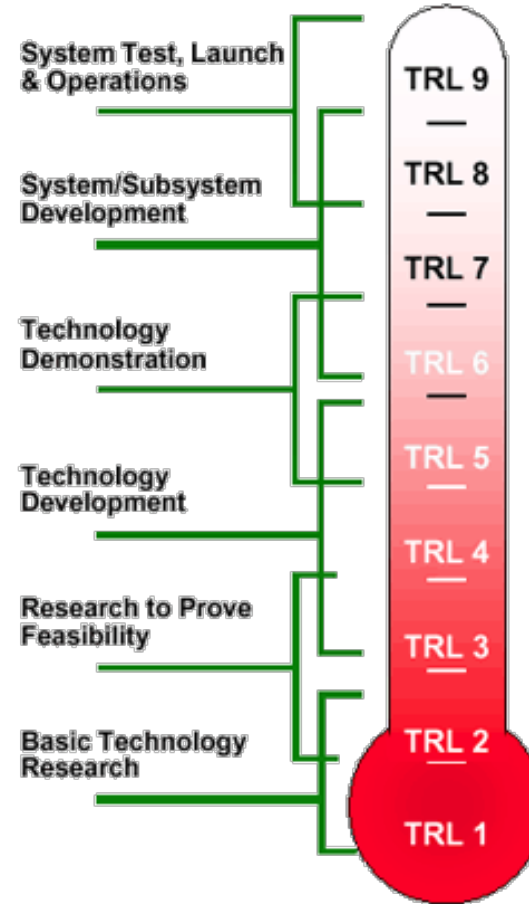 System Test, Launch
& Operations
System/Subsystem
Development
Technology
Demonstration
Technology
Development
Research to Prove
Feasibility
Basic Technology
Research
TRL 9
TRL 8
TRL 7
TRL 6
TRL 5
TRL 4
TRL 3
TRL 2
TRL 1